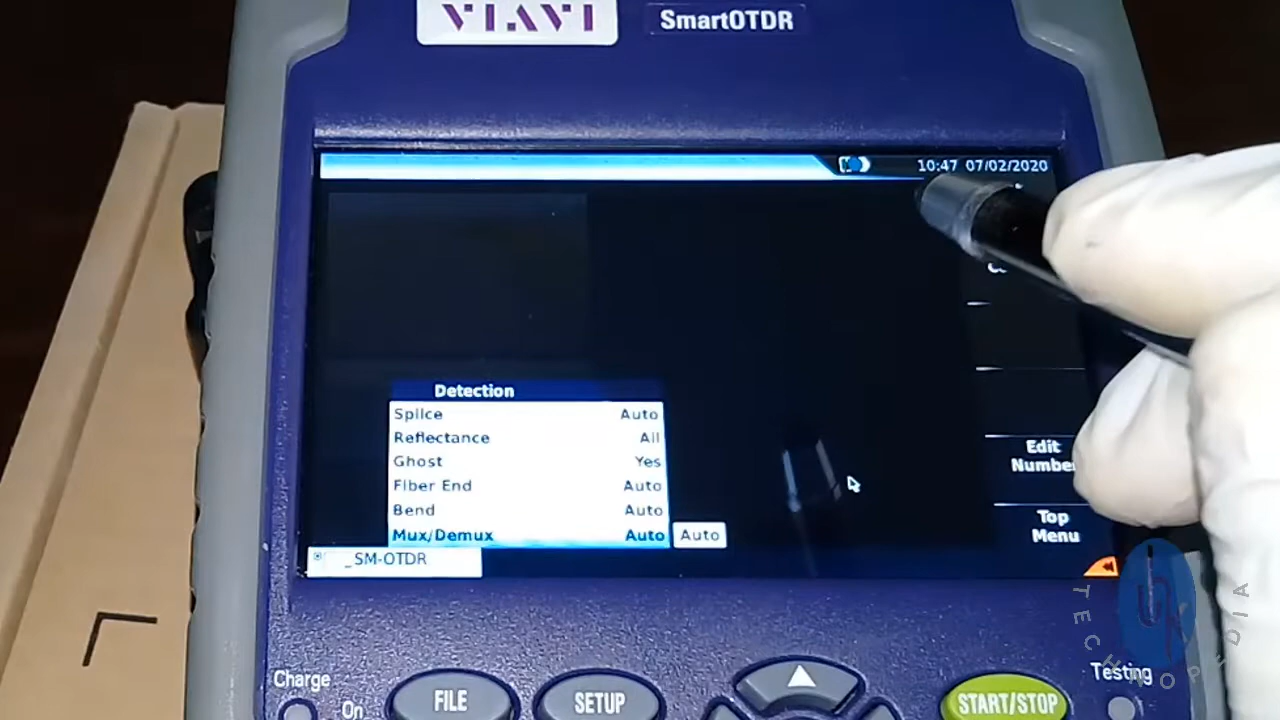 VIAVI
SmartOTDR
10:47 07/02/2020
Detection
Splice Auto
Reflectance All
Ghost Yes
Fiber End Auto
Bend Auto
Mux/Demux Auto Auto
Edit
Number
Top
Menu
_SM-OTDR
Charge
On
FILE
SETUP
START/STOP
Testing
TECHNOPEDIA